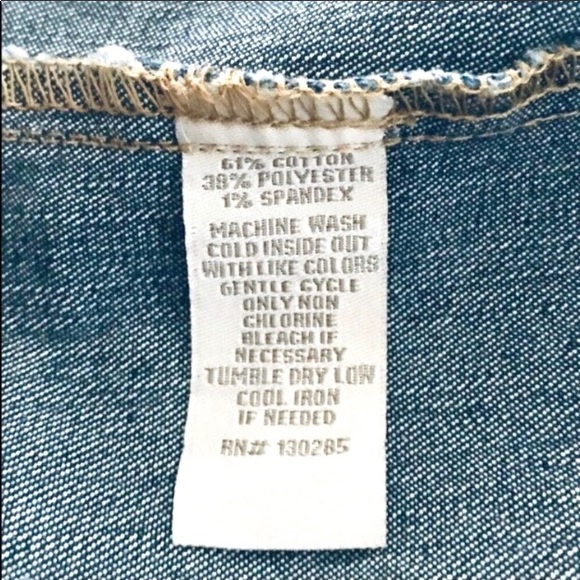 61% COTTON
38% POLYESTER
1% SPANDEX
MACHINE WASH
COLD INSIDE OUT
WITH LIKE COLORS
GENTLE CYCLE
ONLY NON
CHLORINE
BLEACH IF
NECESSARY
TUMBLE DRY LOW
COOL IRON
IF NEEDED
RN# 130285